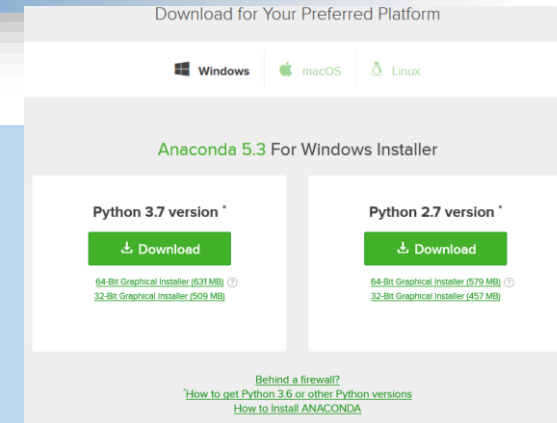 Download for Your Preferred Platform
Windows macOS Linux
Anaconda 5.3 For Windows Installer
Python 3.7 version *
Download
64-Bit Graphical Installer (631 MB) ?
32-Bit Graphical Installer (509 MB)
Python 2.7 version *
Download
64-Bit Graphical Installer (579 MB) ?
32-Bit Graphical Installer (457 MB)
Behind a firewall?
*How to get Python 3.6 or other Python versions
How to Install ANACONDA